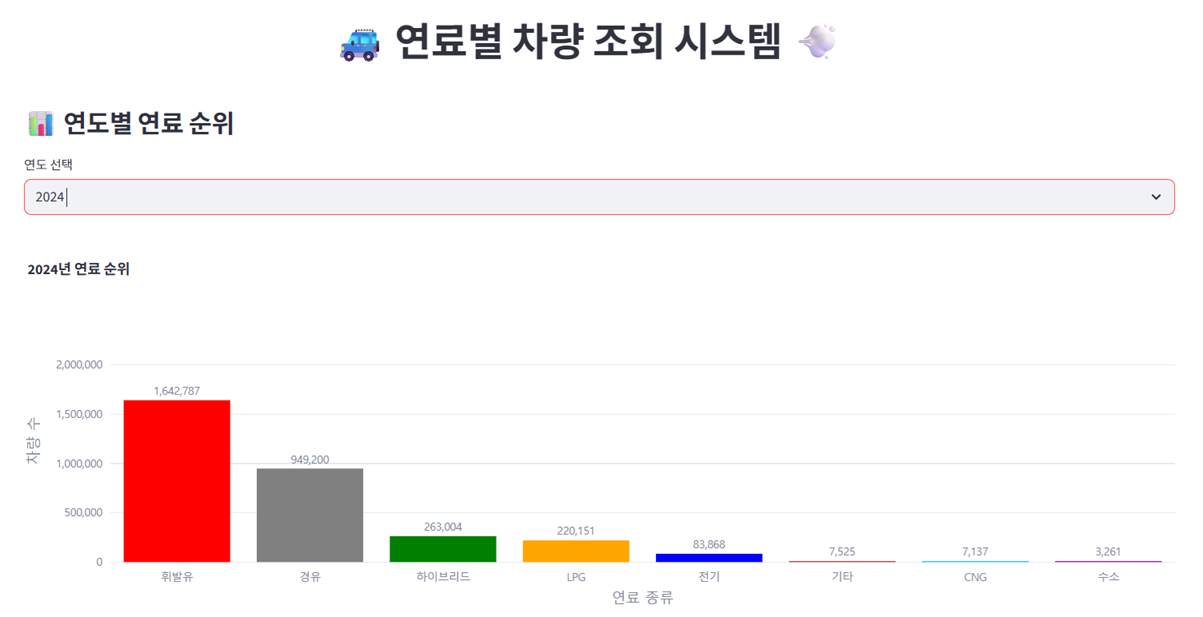 연료별 차량 조회 시스템
연도별 연료 순위
연도 선택
2024
2024년 연료 순위
차량 수
2,000,000
1,500,000
1,000,000
500,000
0
1,642,787
949,200
263,004
220,151
83,868
7,525
7,137
3,261
휘발유
경유
하이브리드
LPG
전기
기타
CNG
수소
연료 종류